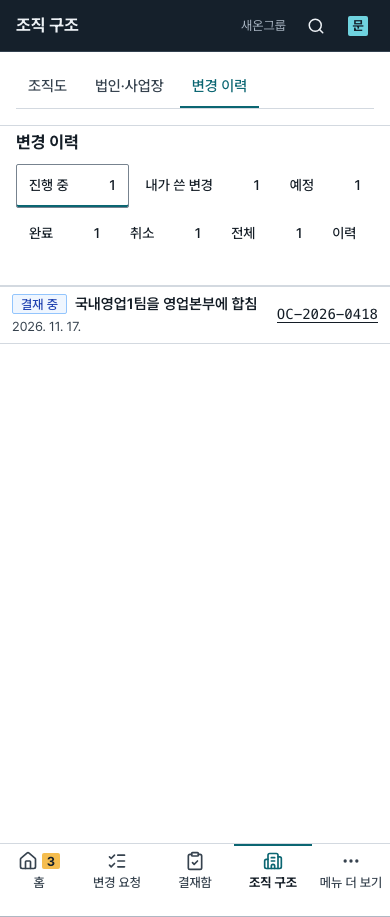 조직 구조
새온그룹
문
조직도 법인·사업장 변경 이력
변경 이력
진행 중 1 내가 쓴 변경 1 예정 1
완료 1 취소 1 전체 1 이력
결재 중 국내영업1팀을 영업본부에 합침
2026. 11. 17.
OC-2026-0418
3
홈 변경 요청 결재함 조직 구조 메뉴 더 보기